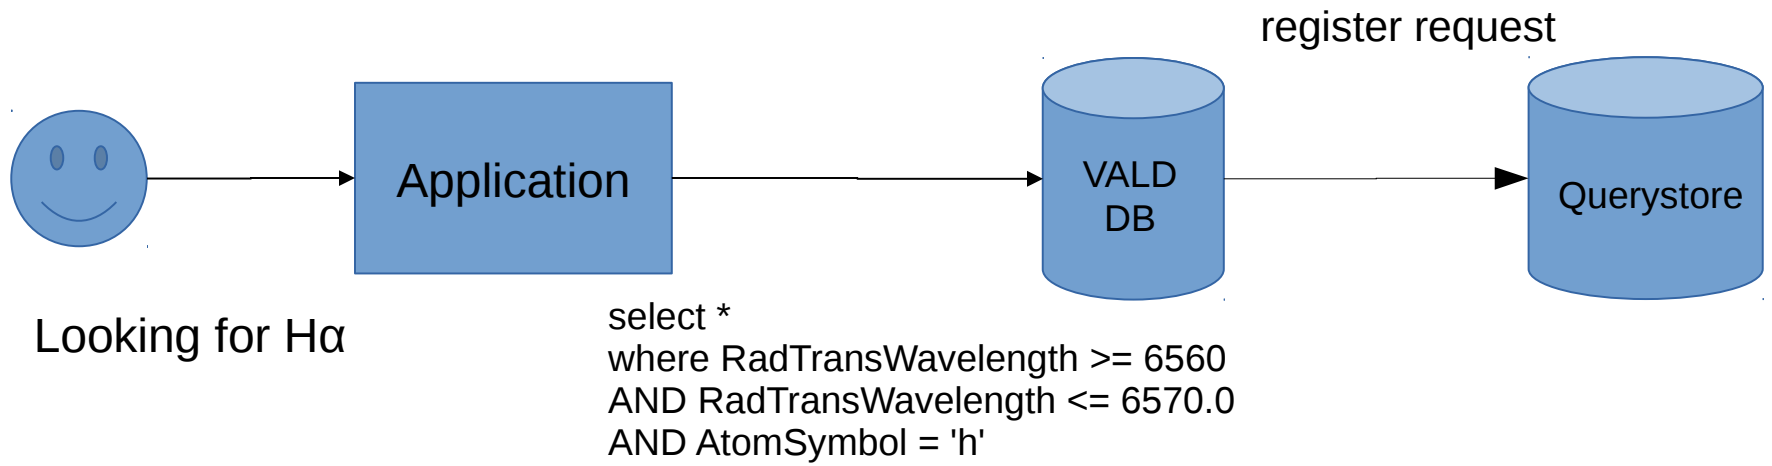 register request
Application
VALD
DB
Querystore
Looking for Hα
select *
where RadTransWavelength >= 6560
AND RadTransWavelength <= 6570.0
AND AtomSymbol = 'h'